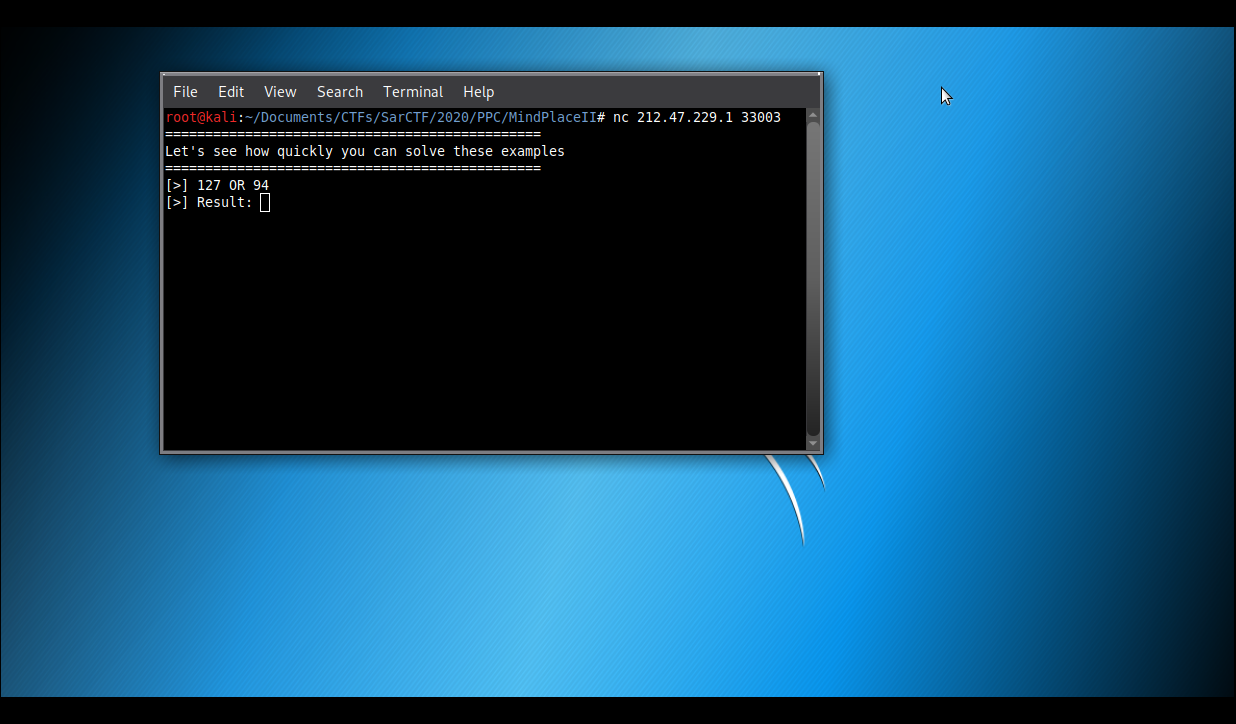 File Edit View Search Terminal Help
root@kali:~/Documents/CTFs/SarCTF/2020/PPC/MindPlaceII# nc 212.47.229.1 33003
===============================================
Let's see how quickly you can solve these examples
===============================================
[>] 127 OR 94
[>] Result: